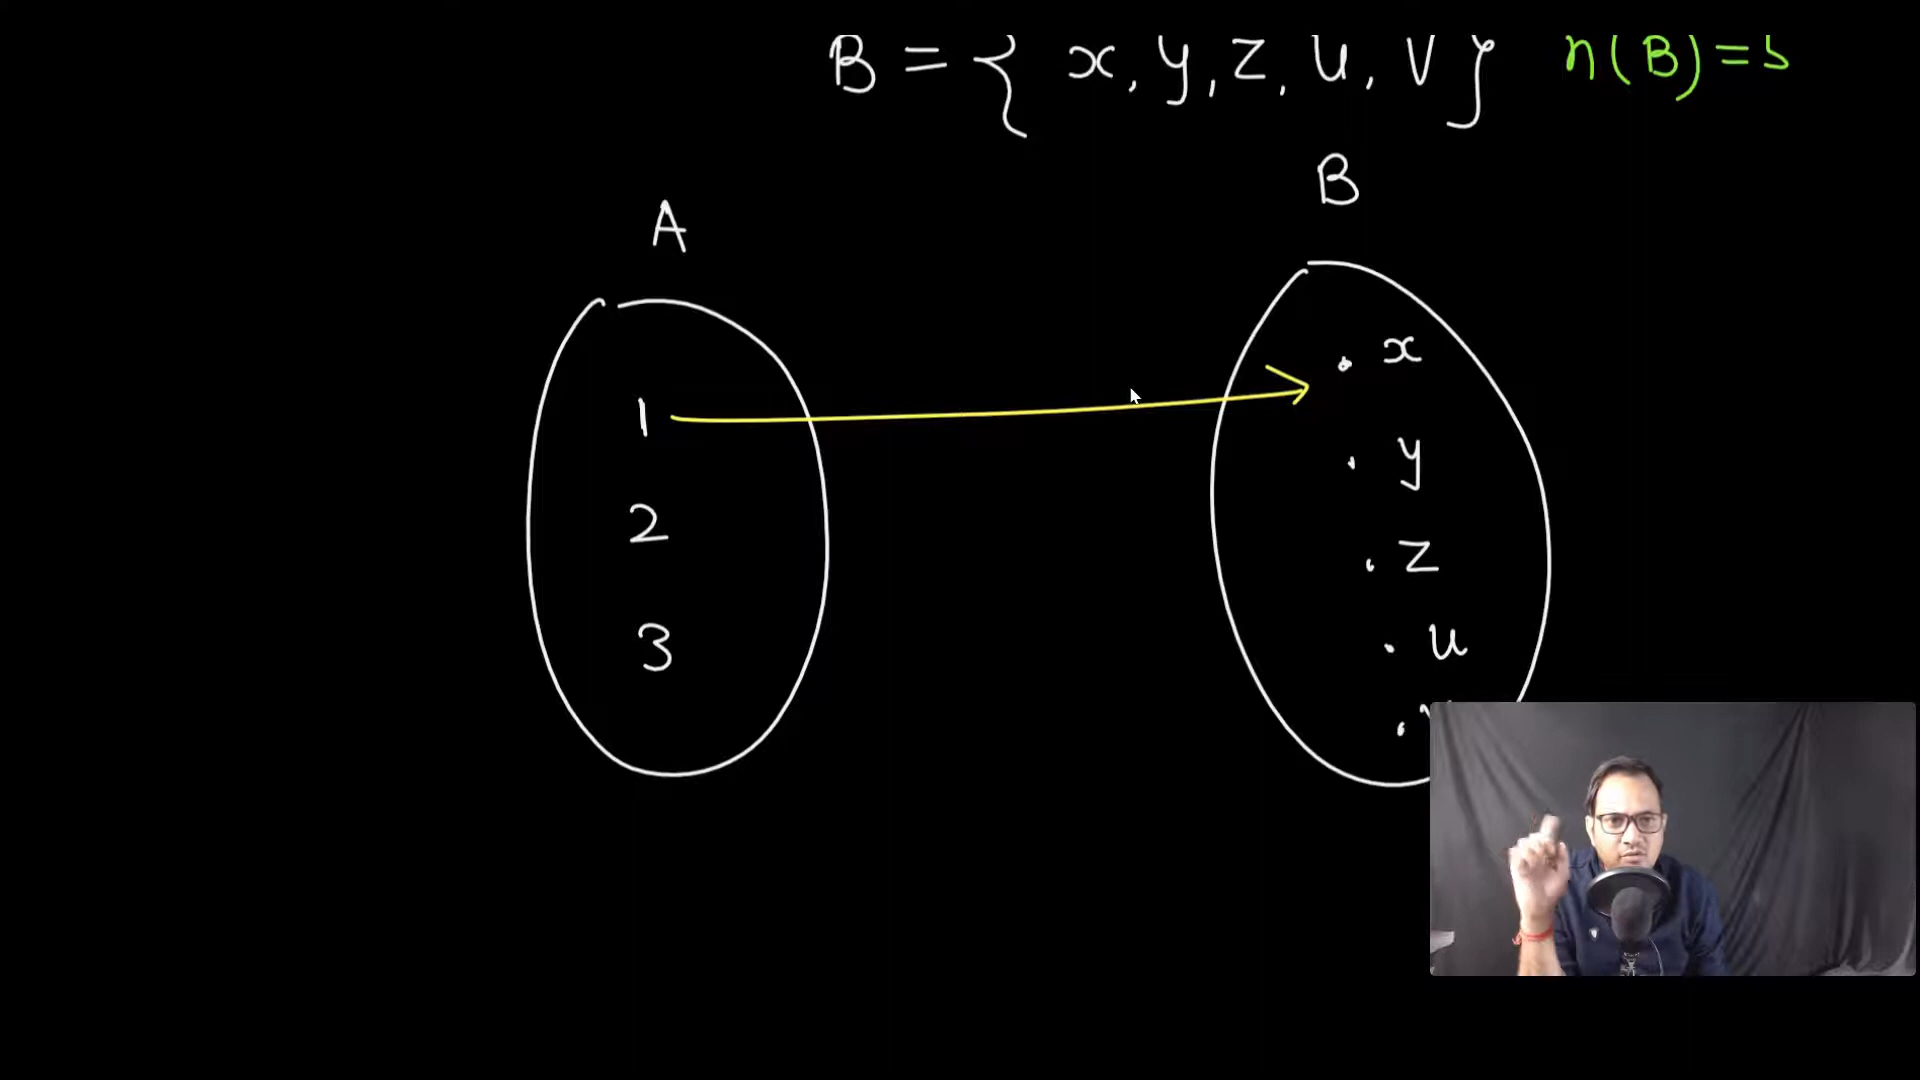 B = { x, y, z, u, v } n(B) = 5
B
A
x
1
y
2
z
u
3